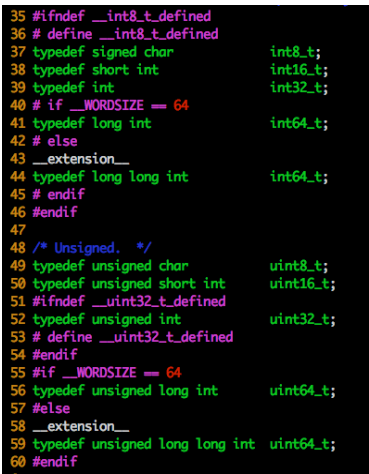 35 #ifndef __int8_t_defined
36 # define __int8_t_defined
37 typedef signed char             int8_t;
38 typedef short int               int16_t;
39 typedef int                     int32_t;
40 # if __WORDSIZE == 64
41 typedef long int                int64_t;
42 # else
43 __extension__
44 typedef long long int           int64_t;
45 # endif
46 #endif
47
48 /* Unsigned.  */
49 typedef unsigned char           uint8_t;
50 typedef unsigned short int      uint16_t;
51 #ifndef __uint32_t_defined
52 typedef unsigned int            uint32_t;
53 # define __uint32_t_defined
54 #endif
55 #if __WORDSIZE == 64
56 typedef unsigned long int       uint64_t;
57 #else
58 __extension__
59 typedef unsigned long long int  uint64_t;
60 #endif